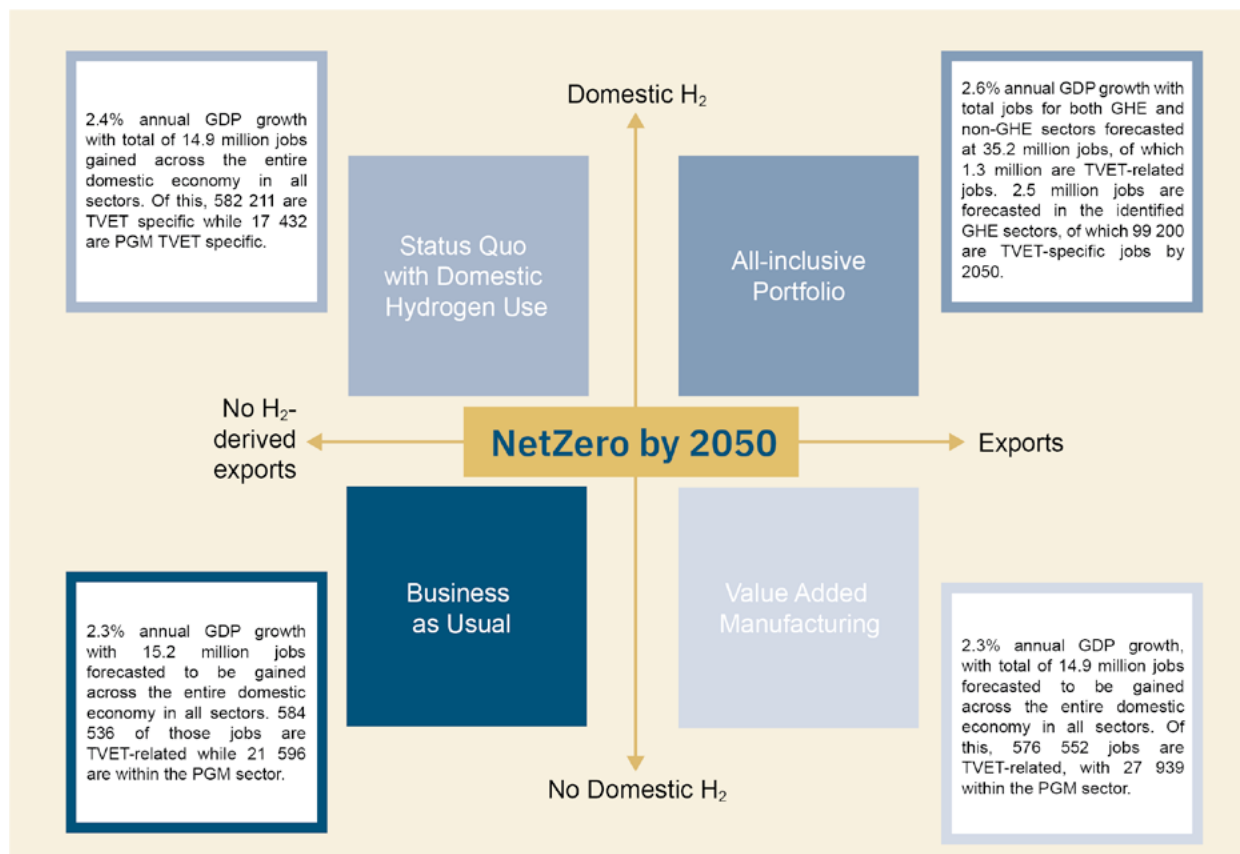 Domestic H₂
2.4% annual GDP growth
with total of 14.9 million jobs
gained across the entire
domestic economy in all
sectors. Of this, 582 211 are
TVET specific while 17 432
are PGM TVET specific.
Status Quo
with Domestic
Hydrogen Use
All-inclusive
Portfolio
2.6% annual GDP growth with
total jobs for both GHE and
non-GHE sectors forecasted
at 35.2 million jobs, of which
1.3 million are TVET-related
jobs. 2.5 million jobs are
forecasted in the identified
GHE sectors, of which 99 200
are TVET-specific jobs by
2050.
No H₂-
derived
exports
NetZero by 2050
Exports
2.3% annual GDP growth
with 15.2 million jobs
forecasted to be gained
across the entire domestic
economy in all sectors. 584
536 of those jobs are
TVET-related while 21 596
are within the PGM sector.
Business
as Usual
Value Added
Manufacturing
2.3% annual GDP growth,
with total of 14.9 million jobs
forecasted to be gained
across the entire domestic
economy in all sectors. Of
this, 576 552 jobs are
TVET-related, with 27 939
within the PGM sector.
No Domestic H₂